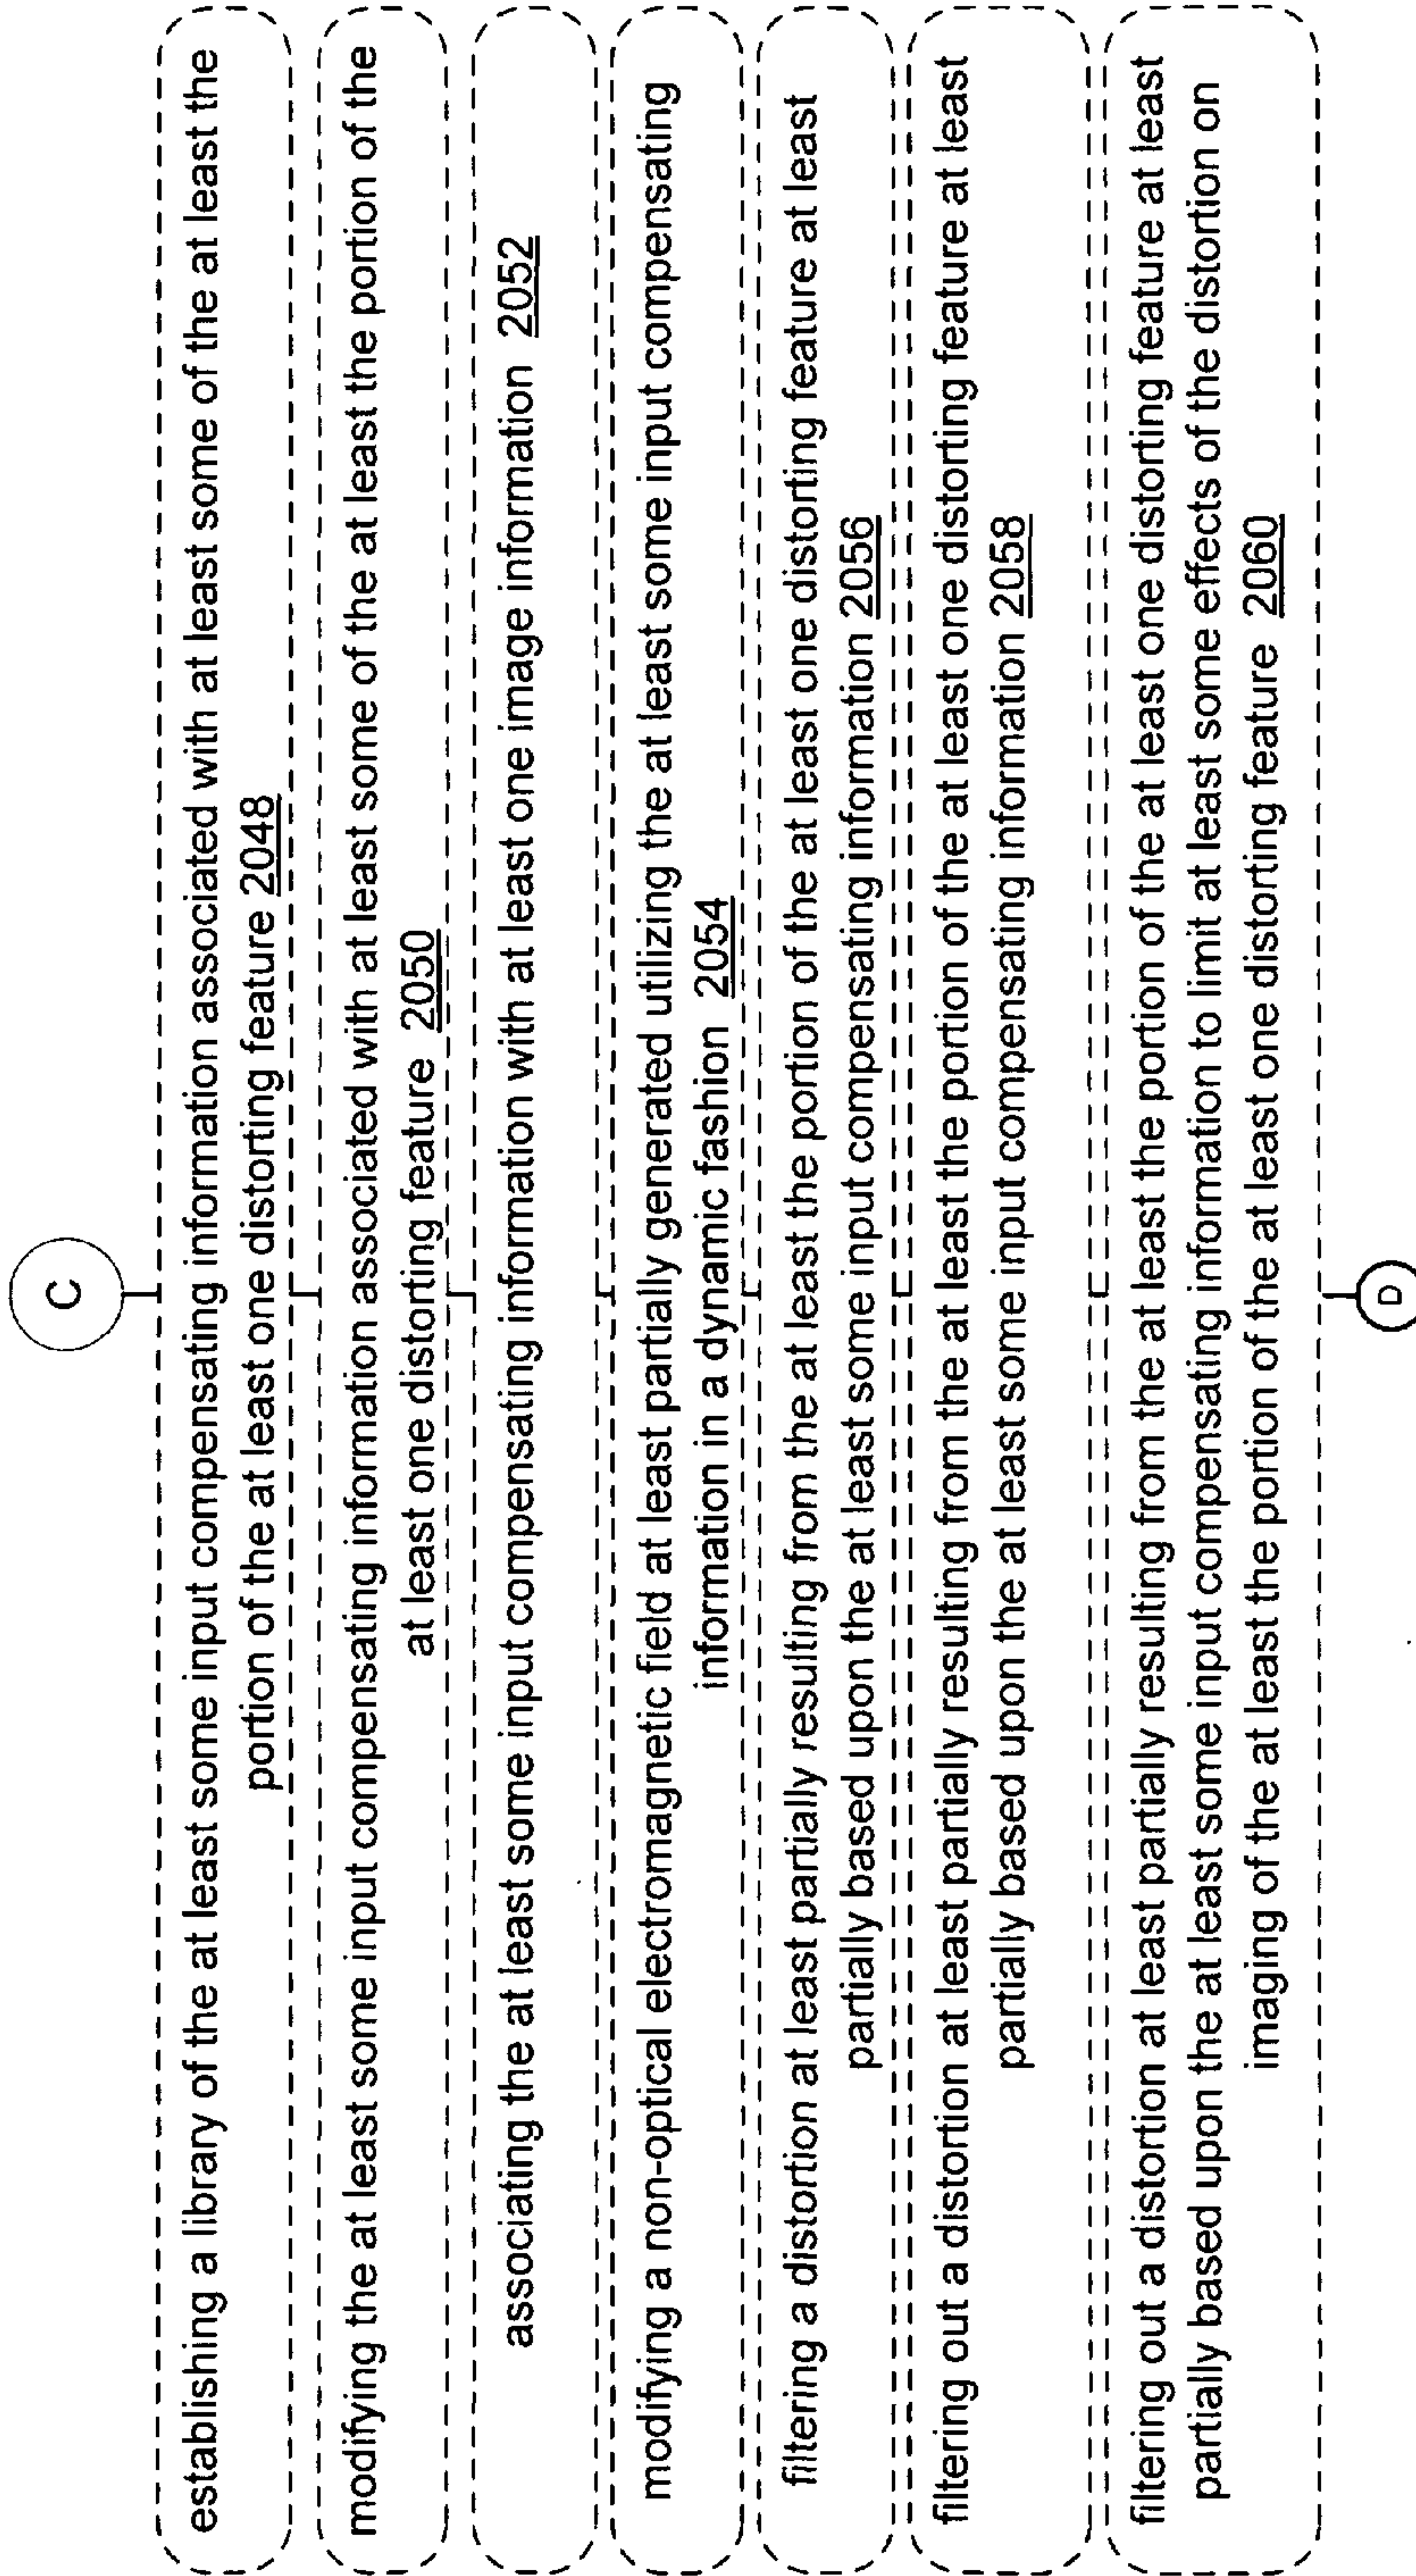 C
establishing a library of the at least some input compensating information associated with at least some of the at least the
portion of the at least one distorting feature 2048
modifying the at least some input compensating information associated with at least some of the at least the portion of the
at least one distorting feature 2050
associating the at least some input compensating information with at least one image information 2052
modifying a non-optical electromagnetic field at least partially generated utilizing the at least some input compensating
information in a dynamic fashion 2054
filtering a distortion at least partially resulting from the at least the portion of the at least one distorting feature at least
partially based upon the at least some input compensating information 2056
filtering out a distortion at least partially resulting from the at least the portion of the at least one distorting feature at least
partially based upon the at least some input compensating information 2058
filtering out a distortion at least partially resulting from the at least the portion of the at least one distorting feature at least
partially based upon the at least some input compensating information to limit at least some effects of the distortion on
imaging of the at least the portion of the at least one distorting feature 2060
D